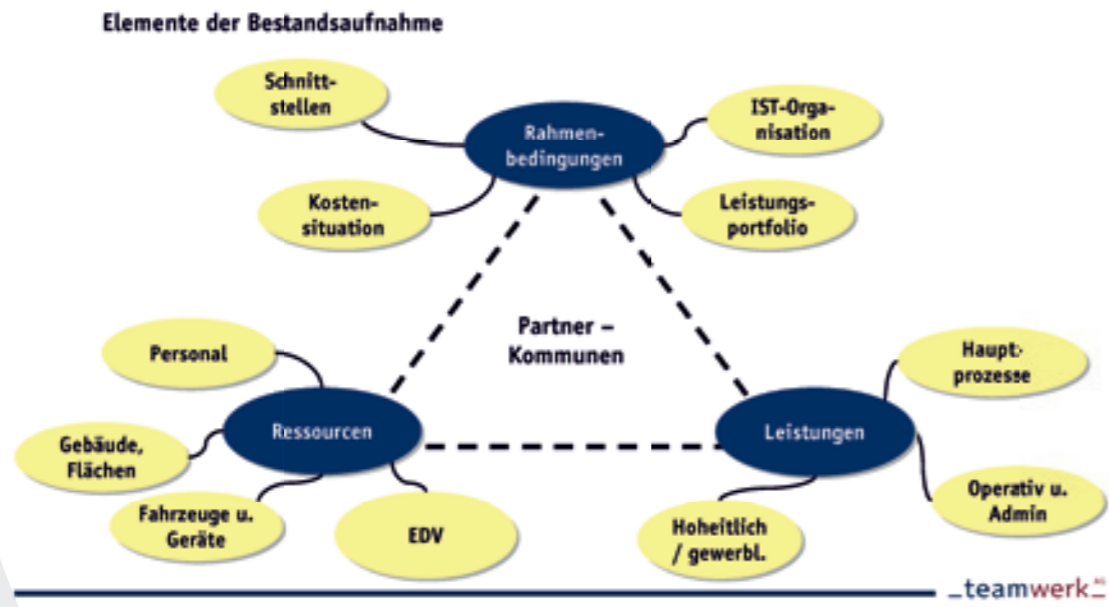 Elemente der Bestandsaufnahme
Schnitt-
stellen
Rahmen-
bedingungen
IST-Orga-
nisation
Kosten-
situation
Leistungs-
portfolio
Partner –
Kommunen
Personal
Haupt-
prozesse
Ressourcen
Leistungen
Gebäude,
Flächen
Fahrzeuge u.
Geräte
EDV
Hoheitlich
/ gewerbl.
Operativ u.
Admin
_teamwerk_AG